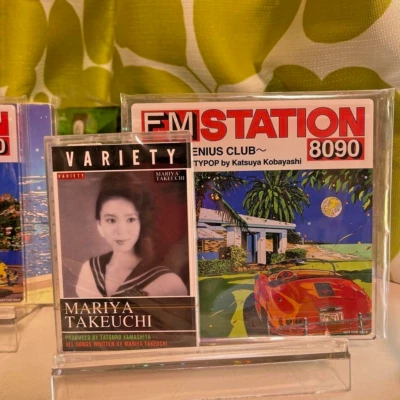 FM STATION
8090
ENIUS CLUB～
TYPOP by Katsuya Kobayashi
VARIETY
VARIETY
MARIYA
TAKEUCHI
MARIYA
TAKEUCHI
PRODUCED BY TATSURO YAMASHITA
ALL SONGS WRITTEN BY MARIYA TAKEUCHI
N
0